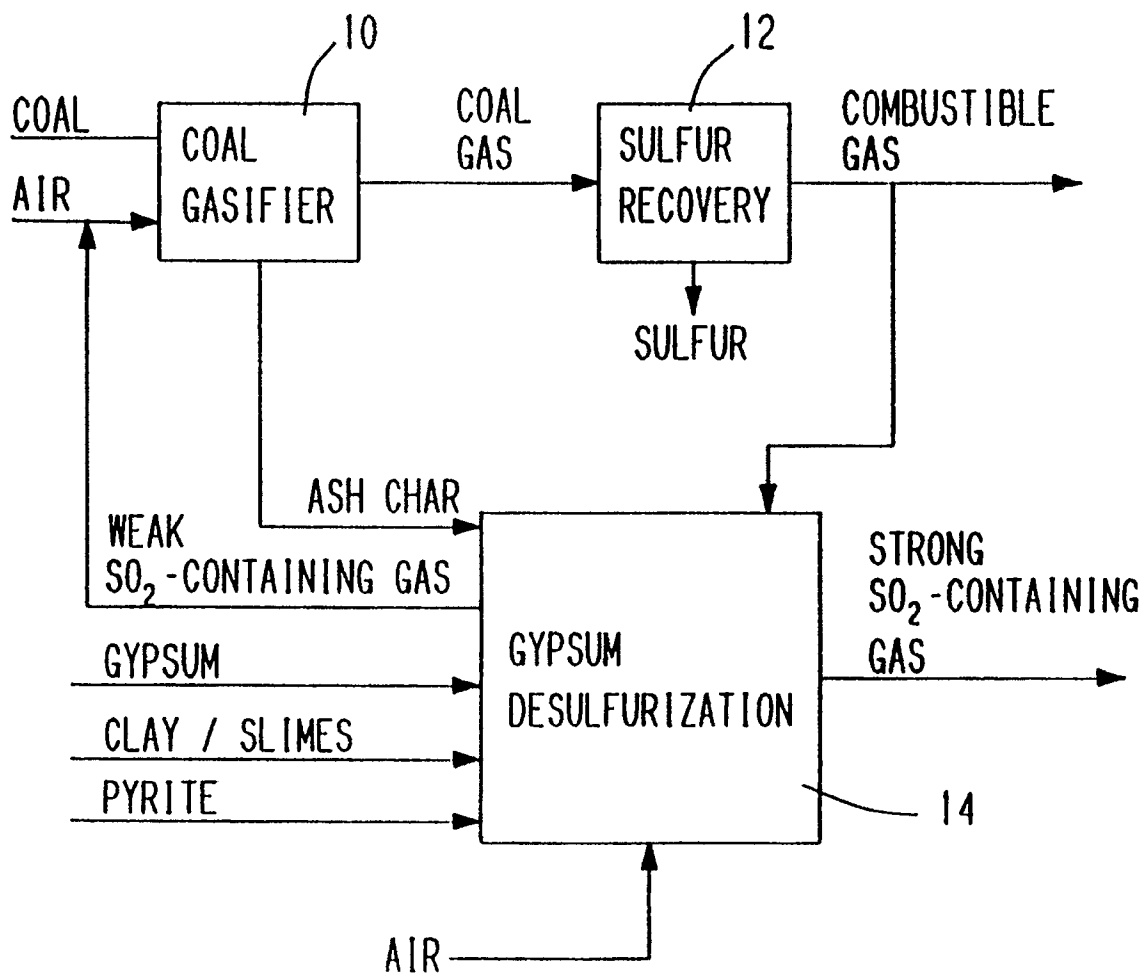 10
12
COAL
AIR
COAL
GASIFIER
COAL
GAS
SULFUR
RECOVERY
COMBUSTIBLE
GAS
SULFUR
ASH CHAR
WEAK
SO₂-CONTAINING GAS
GYPSUM
CLAY / SLIMES
PYRITE
GYPSUM
DESULFURIZATION
STRONG
SO₂-CONTAINING
GAS
14
AIR